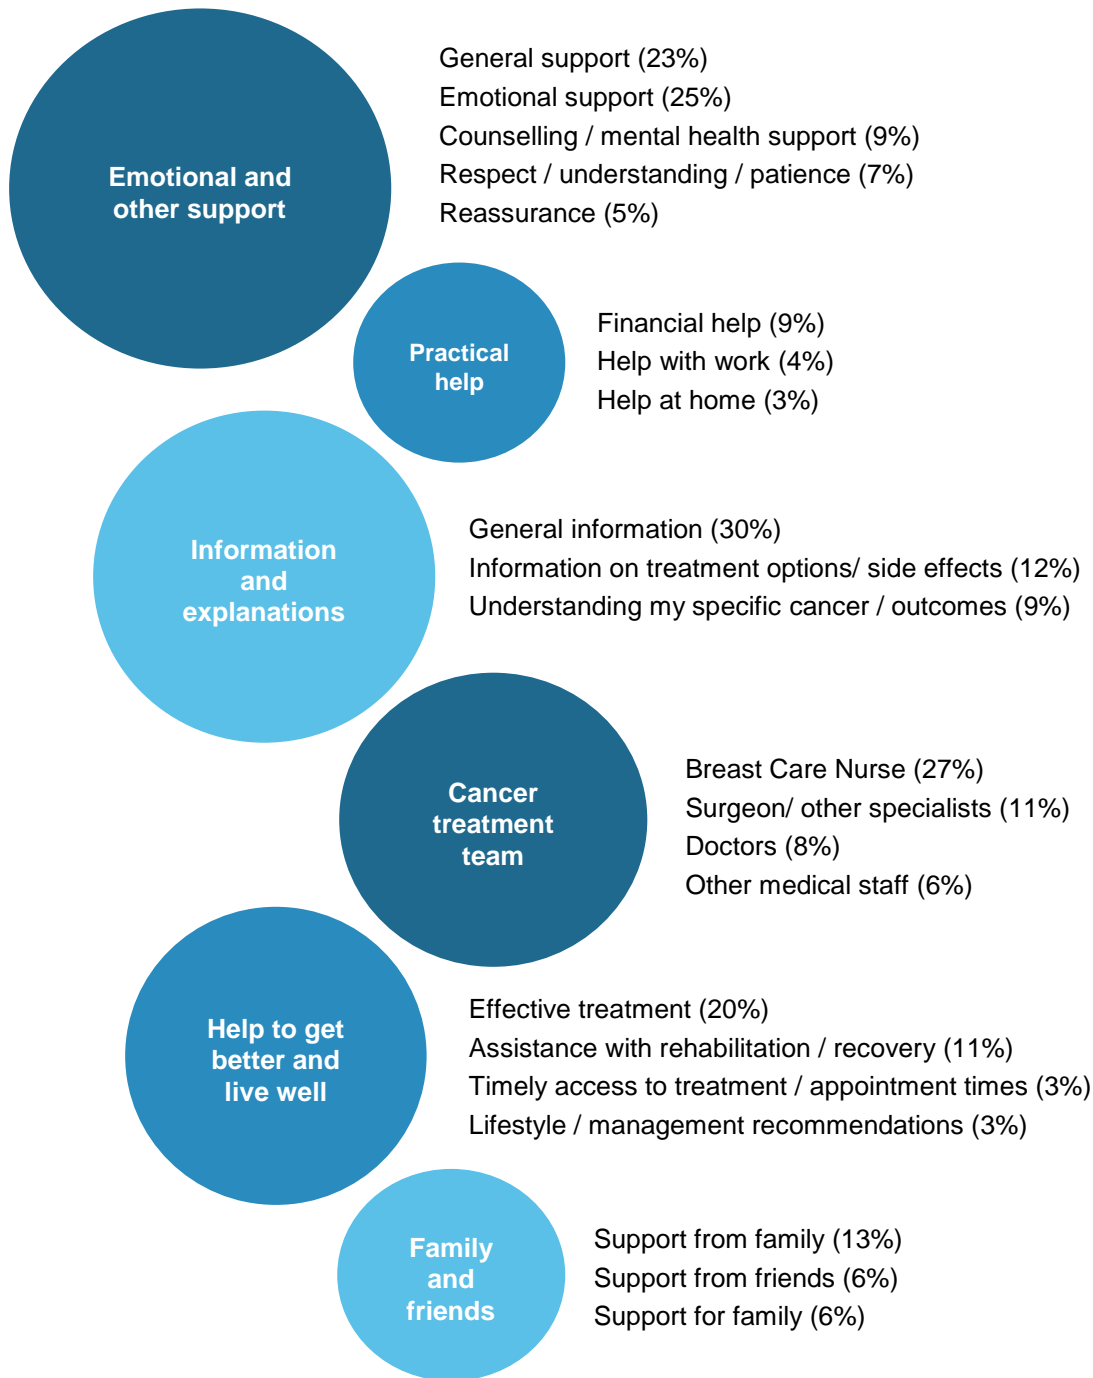 General support (23%)
Emotional support (25%)
Counselling / mental health support (9%)
Respect / understanding / patience (7%)
Reassurance (5%)
Emotional and
other support
Financial help (9%)
Help with work (4%)
Help at home (3%)
Practical
help
General information (30%)
Information on treatment options/ side effects (12%)
Understanding my specific cancer / outcomes (9%)
Information
and
explanations
Breast Care Nurse (27%)
Surgeon/ other specialists (11%)
Doctors (8%)
Other medical staff (6%)
Cancer
treatment
team
Effective treatment (20%)
Assistance with rehabilitation / recovery (11%)
Timely access to treatment / appointment times (3%)
Lifestyle / management recommendations (3%)
Help to get
better and
live well
Support from family (13%)
Support from friends (6%)
Support for family (6%)
Family
and
friends